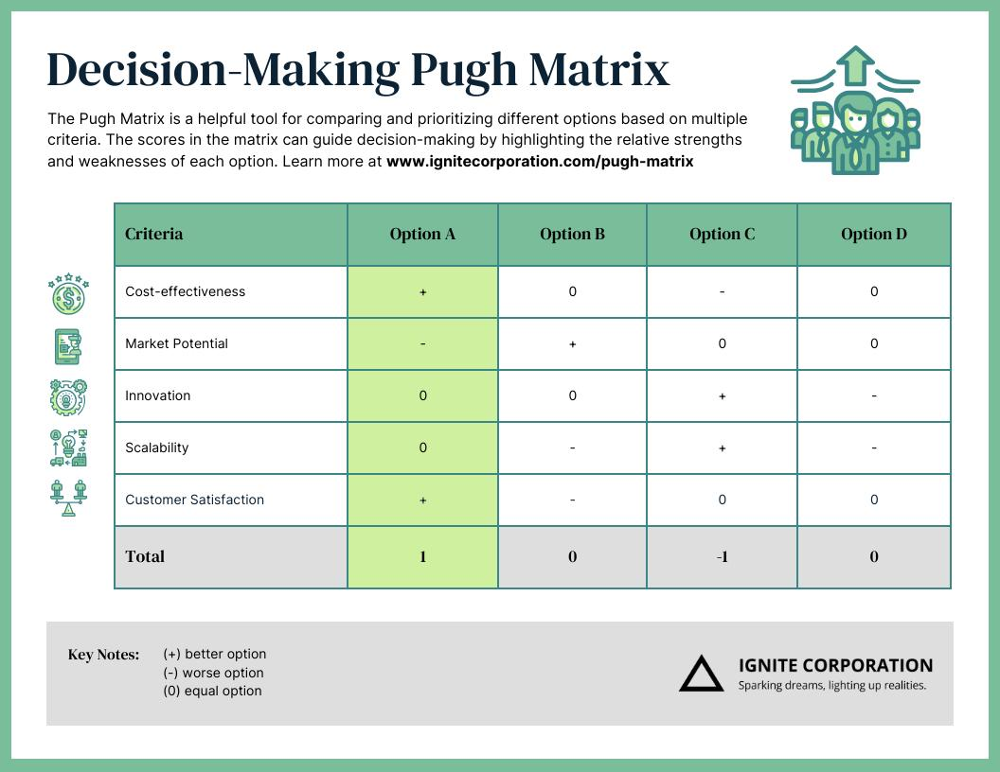 Decision-Making Pugh Matrix
The Pugh Matrix is a helpful tool for comparing and prioritizing different options based on multiple
criteria. The scores in the matrix can guide decision-making by highlighting the relative strengths
and weaknesses of each option. Learn more at www.ignitecorporation.com/pugh-matrix
Criteria Option A Option B Option C Option D
Cost-effectiveness + 0 - 0
Market Potential - + 0 0
Innovation 0 0 + -
Scalability 0 - + -
Customer Satisfaction + - 0 0
Total 1 0 -1 0
Key Notes: (+) better option
(-) worse option
(0) equal option
IGNITE CORPORATION
Sparking dreams, lighting up realities.